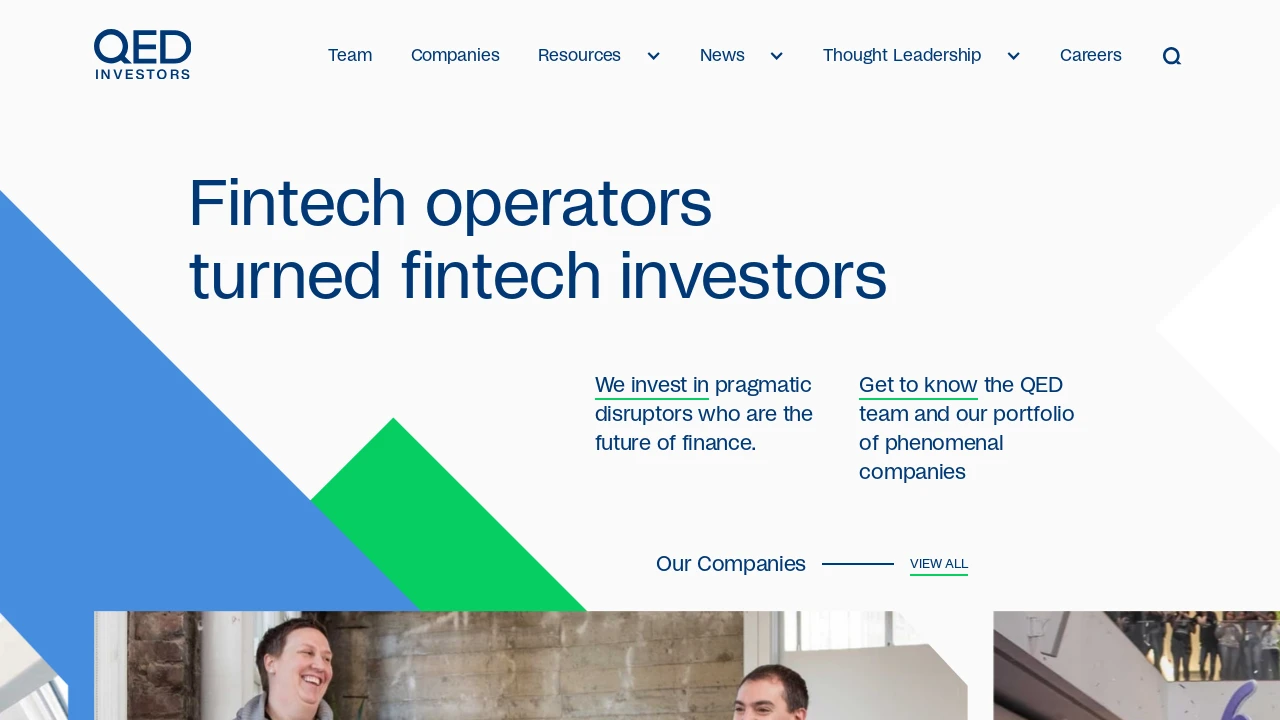 QED
INVESTORS
Team
Companies
Resources
News
Thought Leadership
Careers
Fintech operators
turned fintech investors
We invest in pragmatic
disruptors who are the
future of finance.
Get to know the QED
team and our portfolio
of phenomenal
companies
Our Companies
VIEW ALL